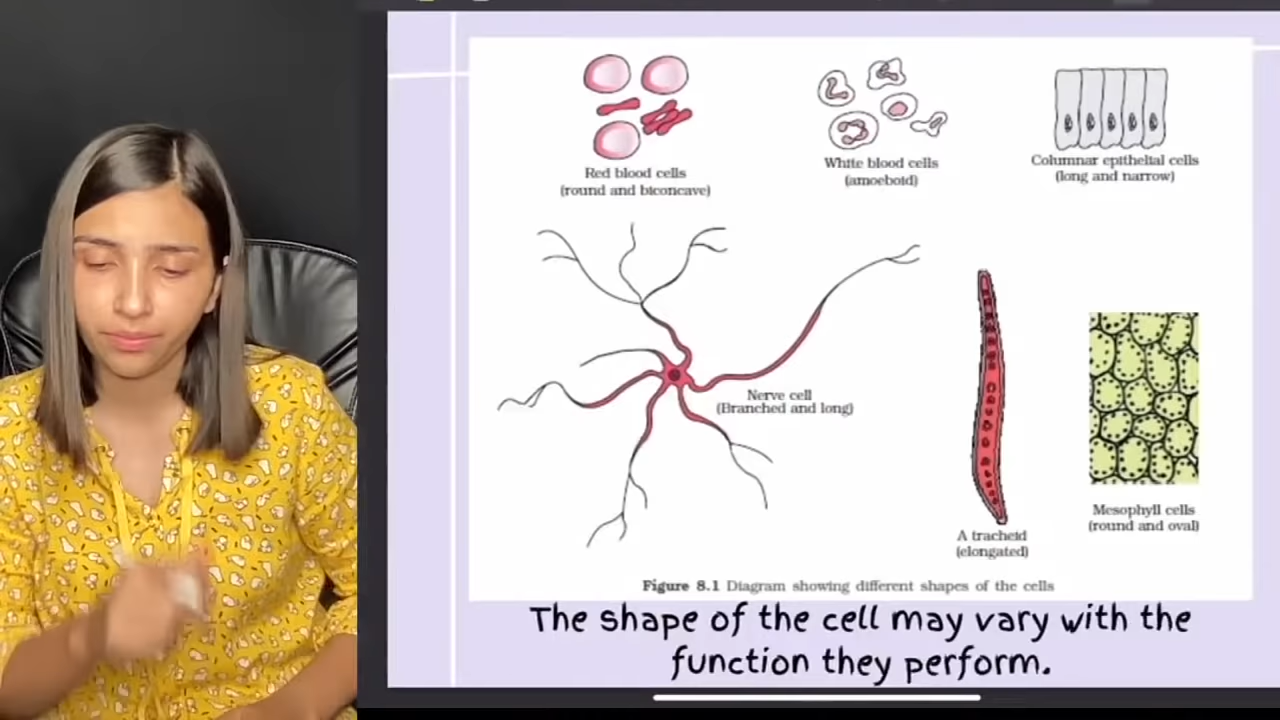 Red blood cells
(round and biconcave)
White blood cells
(amoeboid)
Columnar epithelial cells
(long and narrow)
Nerve cell
(Branched and long)
A tracheid
(elongated)
Mesophyll cells
(round and oval)
Figure 8.1 Diagram showing different shapes of the cells
The shape of the cell may vary with the
function they perform.